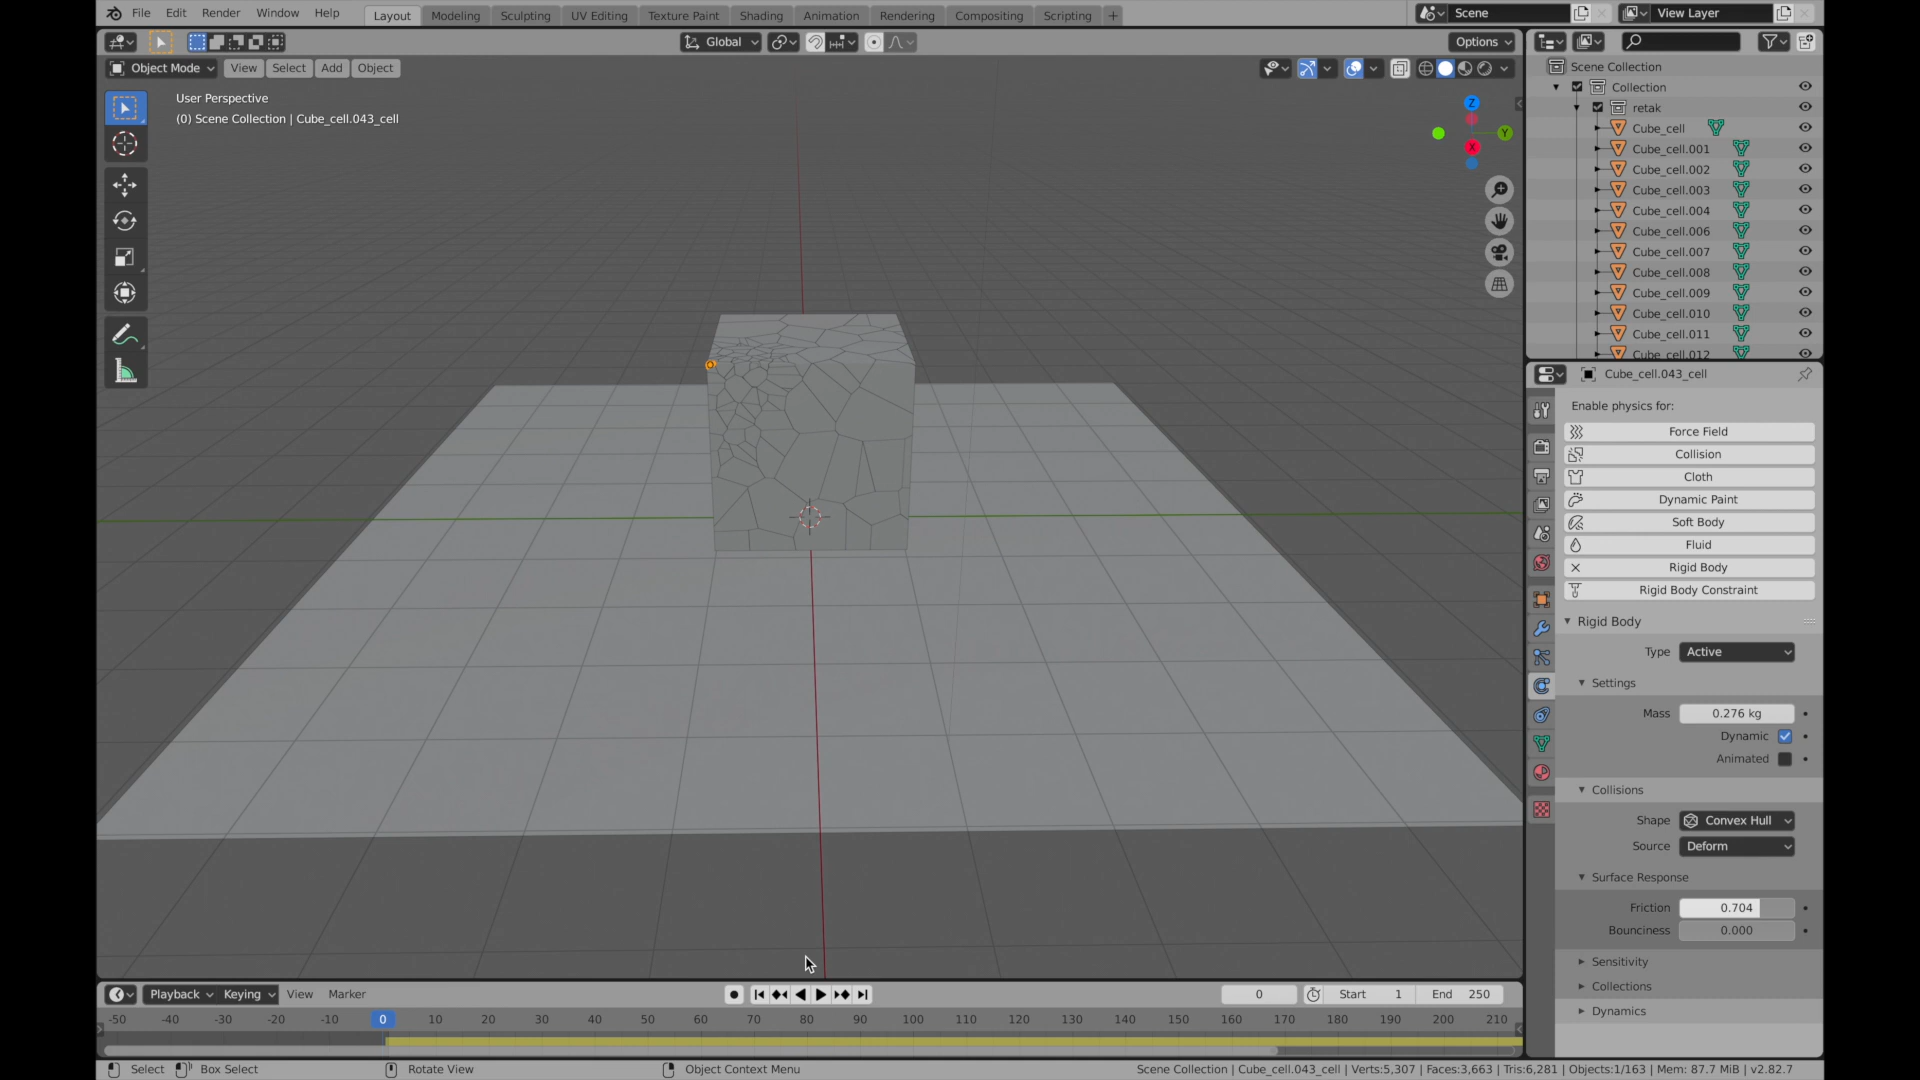 File Edit Render Window Help Layout Modeling Sculpting UV Editing Texture Paint Shading Animation Rendering Compositing Scripting + Scene View Layer
Global Options
Object Mode View Select Add Object
User Perspective
(0) Scene Collection | Cube_cell.043_cell
Z
Y
X
Scene Collection
Collection
retak
Cube_cell
Cube_cell.001
Cube_cell.002
Cube_cell.003
Cube_cell.004
Cube_cell.006
Cube_cell.007
Cube_cell.008
Cube_cell.009
Cube_cell.010
Cube_cell.011
Cube_cell.012
Cube_cell.043_cell
Enable physics for:
Force Field
Collision
Cloth
Dynamic Paint
Soft Body
Fluid
Rigid Body
Rigid Body Constraint
Rigid Body
Type Active
Settings
Mass 0.276 kg
Dynamic
Animated
Collisions
Shape Convex Hull
Source Deform
Surface Response
Friction 0.704
Bounciness 0.000
Sensitivity
Collections
Dynamics
Playback Keying View Marker 0 Start 1 End 250
-50 -40 -30 -20 -10 0 10 20 30 40 50 60 70 80 90 100 110 120 130 140 150 160 170 180 190 200 210
Select Box Select Rotate View Object Context Menu Scene Collection | Cube_cell.043_cell | Verts:5,307 | Faces:3,663 | Tris:6,281 | Objects:1/163 | Mem: 87.7 MiB | v2.82.7